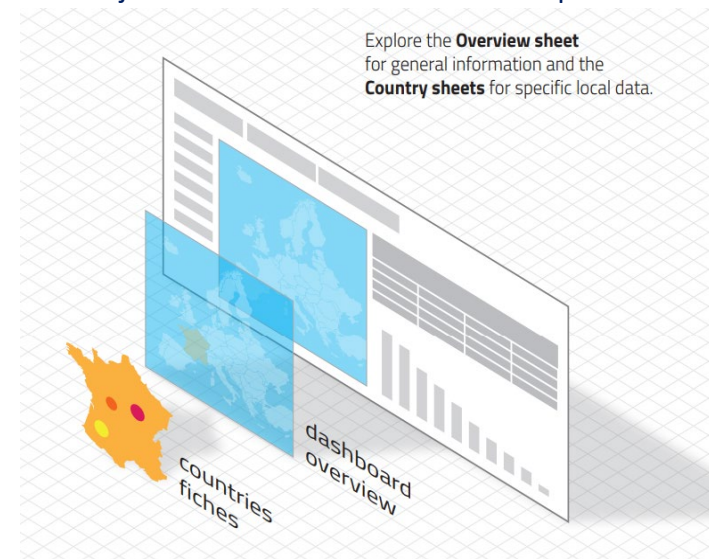 Explore the Overview sheet
for general information and the
Country sheets for specific local data.
dashboard
overview
countries
fiches